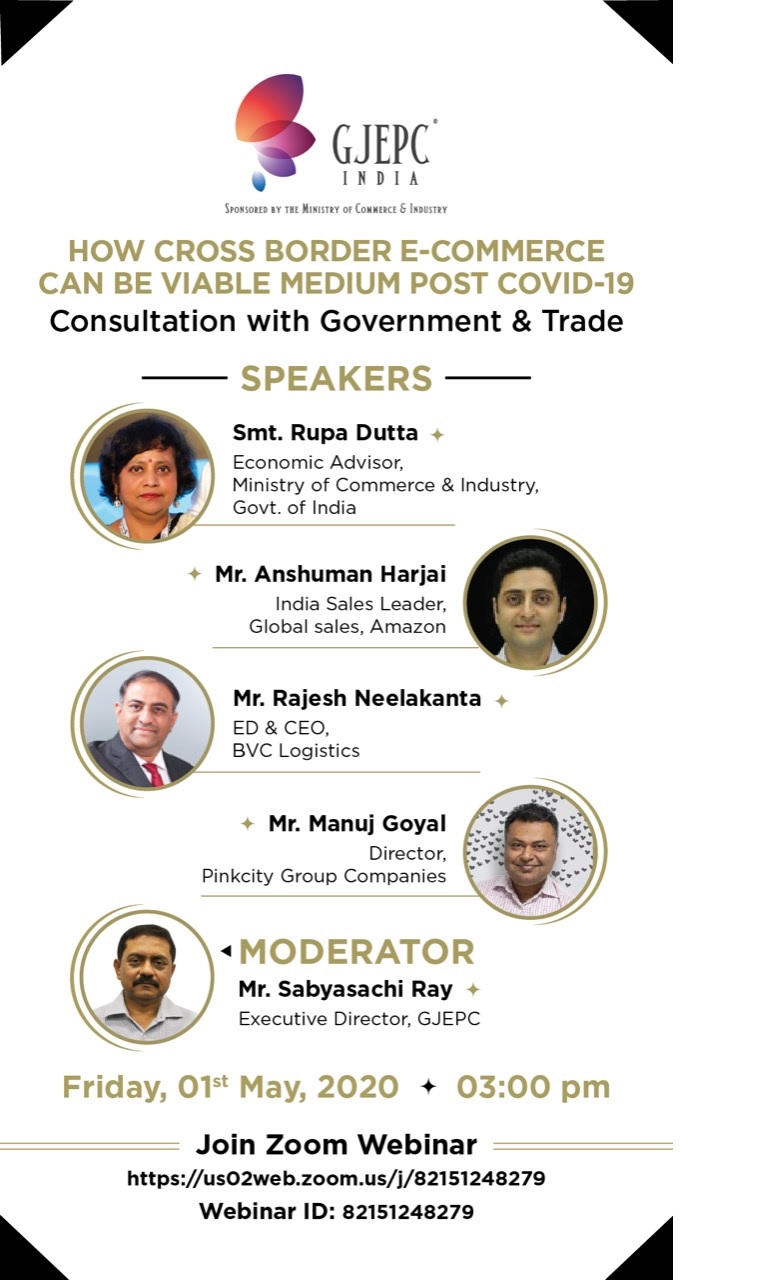 GJEPC®
INDIA
SPONSORED BY THE MINISTRY OF COMMERCE & INDUSTRY
HOW CROSS BORDER E-COMMERCE
CAN BE VIABLE MEDIUM POST COVID-19
Consultation with Government & Trade
SPEAKERS
Smt. Rupa Dutta
Economic Advisor,
Ministry of Commerce & Industry,
Govt. of India
Mr. Anshuman Harjai
India Sales Leader,
Global sales, Amazon
Mr. Rajesh Neelakanta
ED & CEO,
BVC Logistics
Mr. Manuj Goyal
Director,
Pinkcity Group Companies
MODERATOR
Mr. Sabyasachi Ray
Executive Director, GJEPC
Friday, 01st May, 2020 03:00 pm
Join Zoom Webinar
https://us02web.zoom.us/j/82151248279
Webinar ID: 82151248279